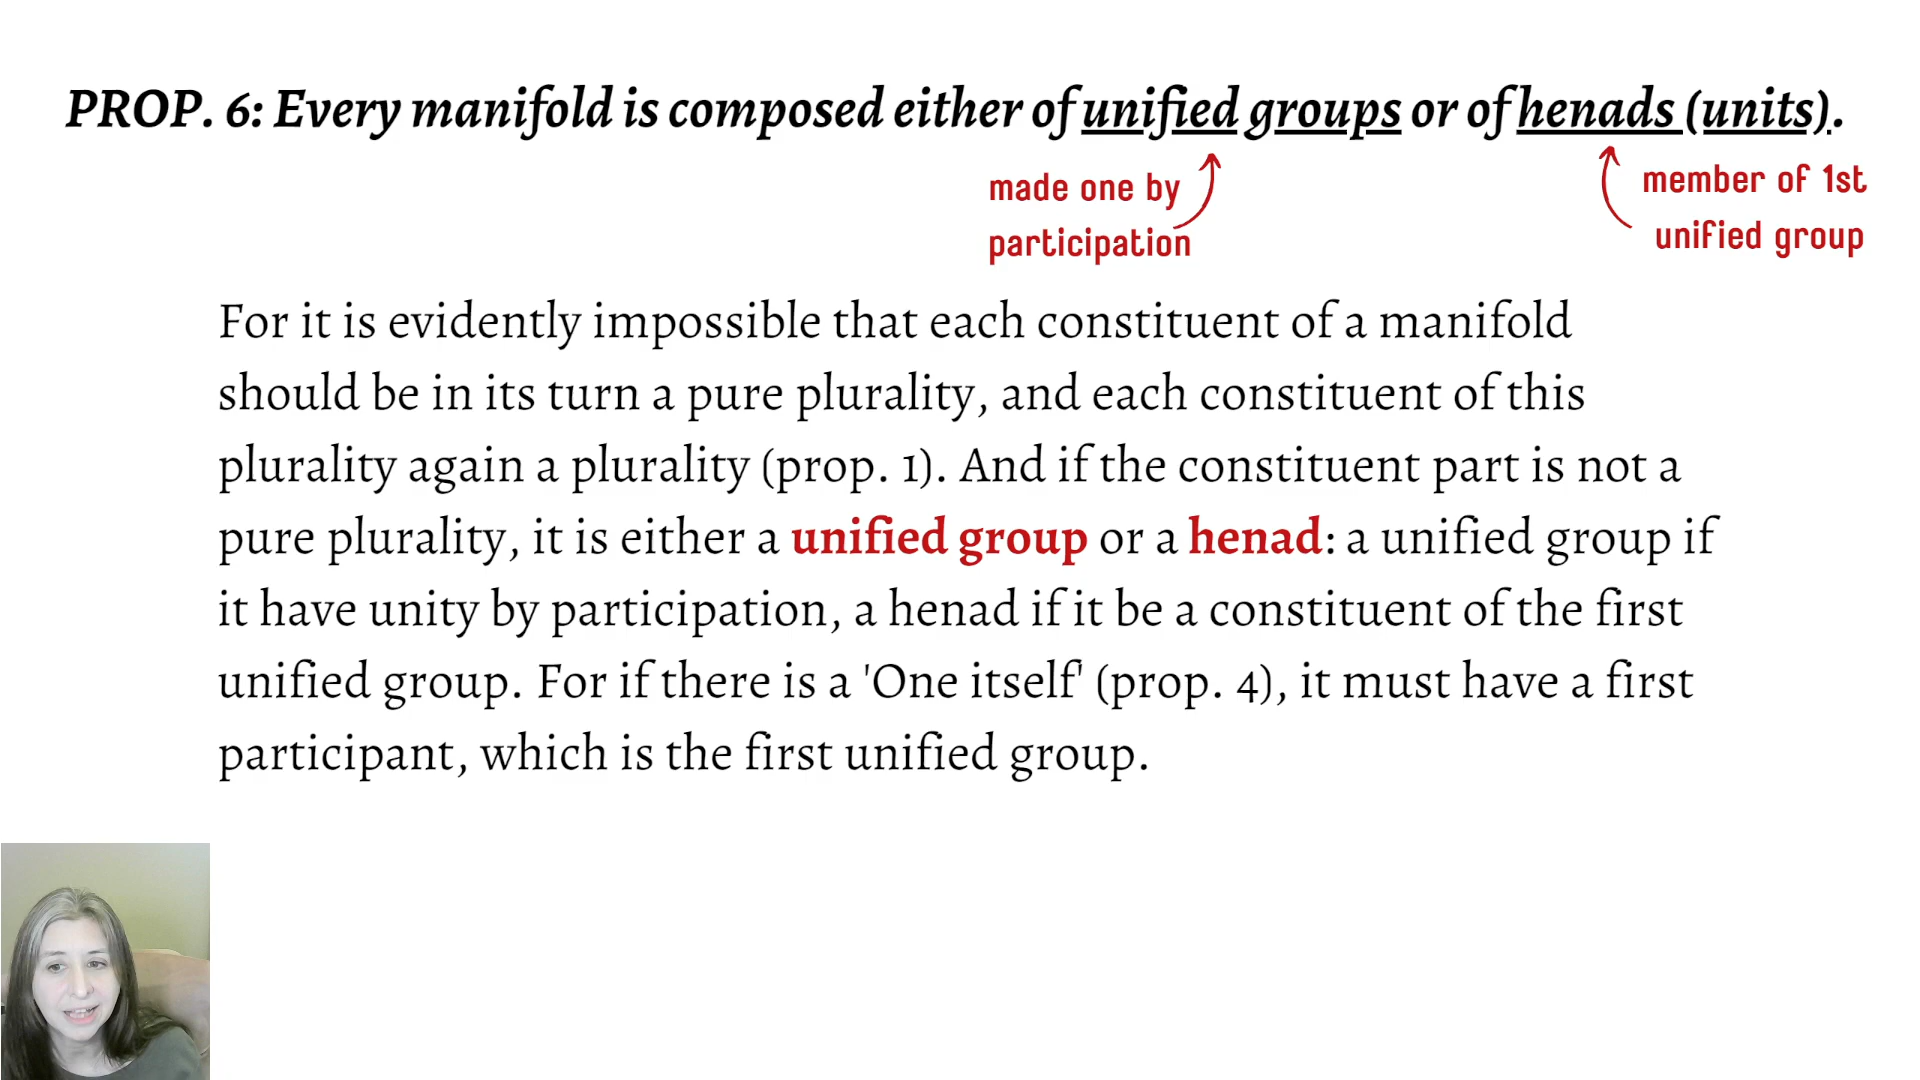 PROP. 6: Every manifold is composed either of unified groups or of henads (units).
made one by
participation
member of 1st
unified group
For it is evidently impossible that each constituent of a manifold
should be in its turn a pure plurality, and each constituent of this
plurality again a plurality (prop. 1). And if the constituent part is not a
pure plurality, it is either a unified group or a henad: a unified group if
it have unity by participation, a henad if it be a constituent of the first
unified group. For if there is a 'One itself' (prop. 4), it must have a first
participant, which is the first unified group.